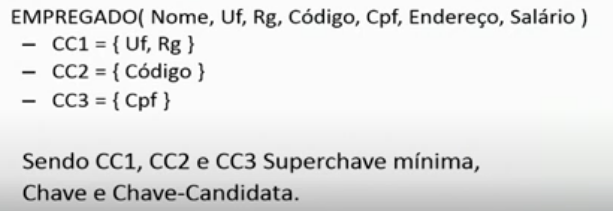 EMPREGADO( Nome, Uf, Rg, Código, Cpf, Endereço, Salário )
– CC1 = { Uf, Rg }
– CC2 = { Código }
– CC3 = { Cpf }
Sendo CC1, CC2 e CC3 Superchave mínima,
Chave e Chave-Candidata.